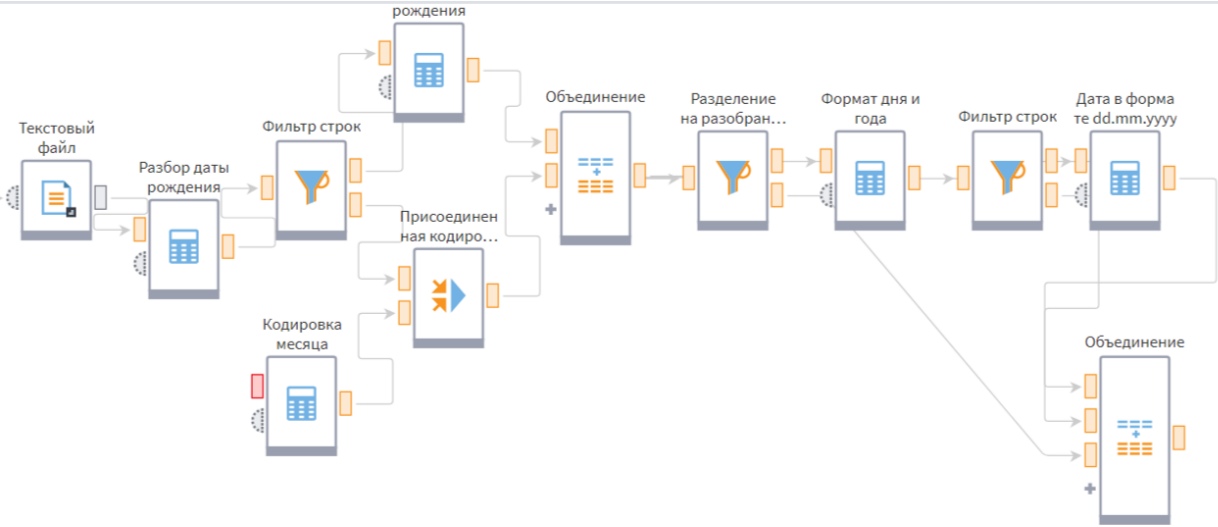 рождения
Объединение
Разделение
на разобран...
Формат дня и
года
Фильтр строк
Дата в форма
те dd.mm.yyyy
Текстовый
файл
Фильтр строк
Разбор даты
рождения
Присоединен
ная кодиро...
Кодировка
месяца
Объединение